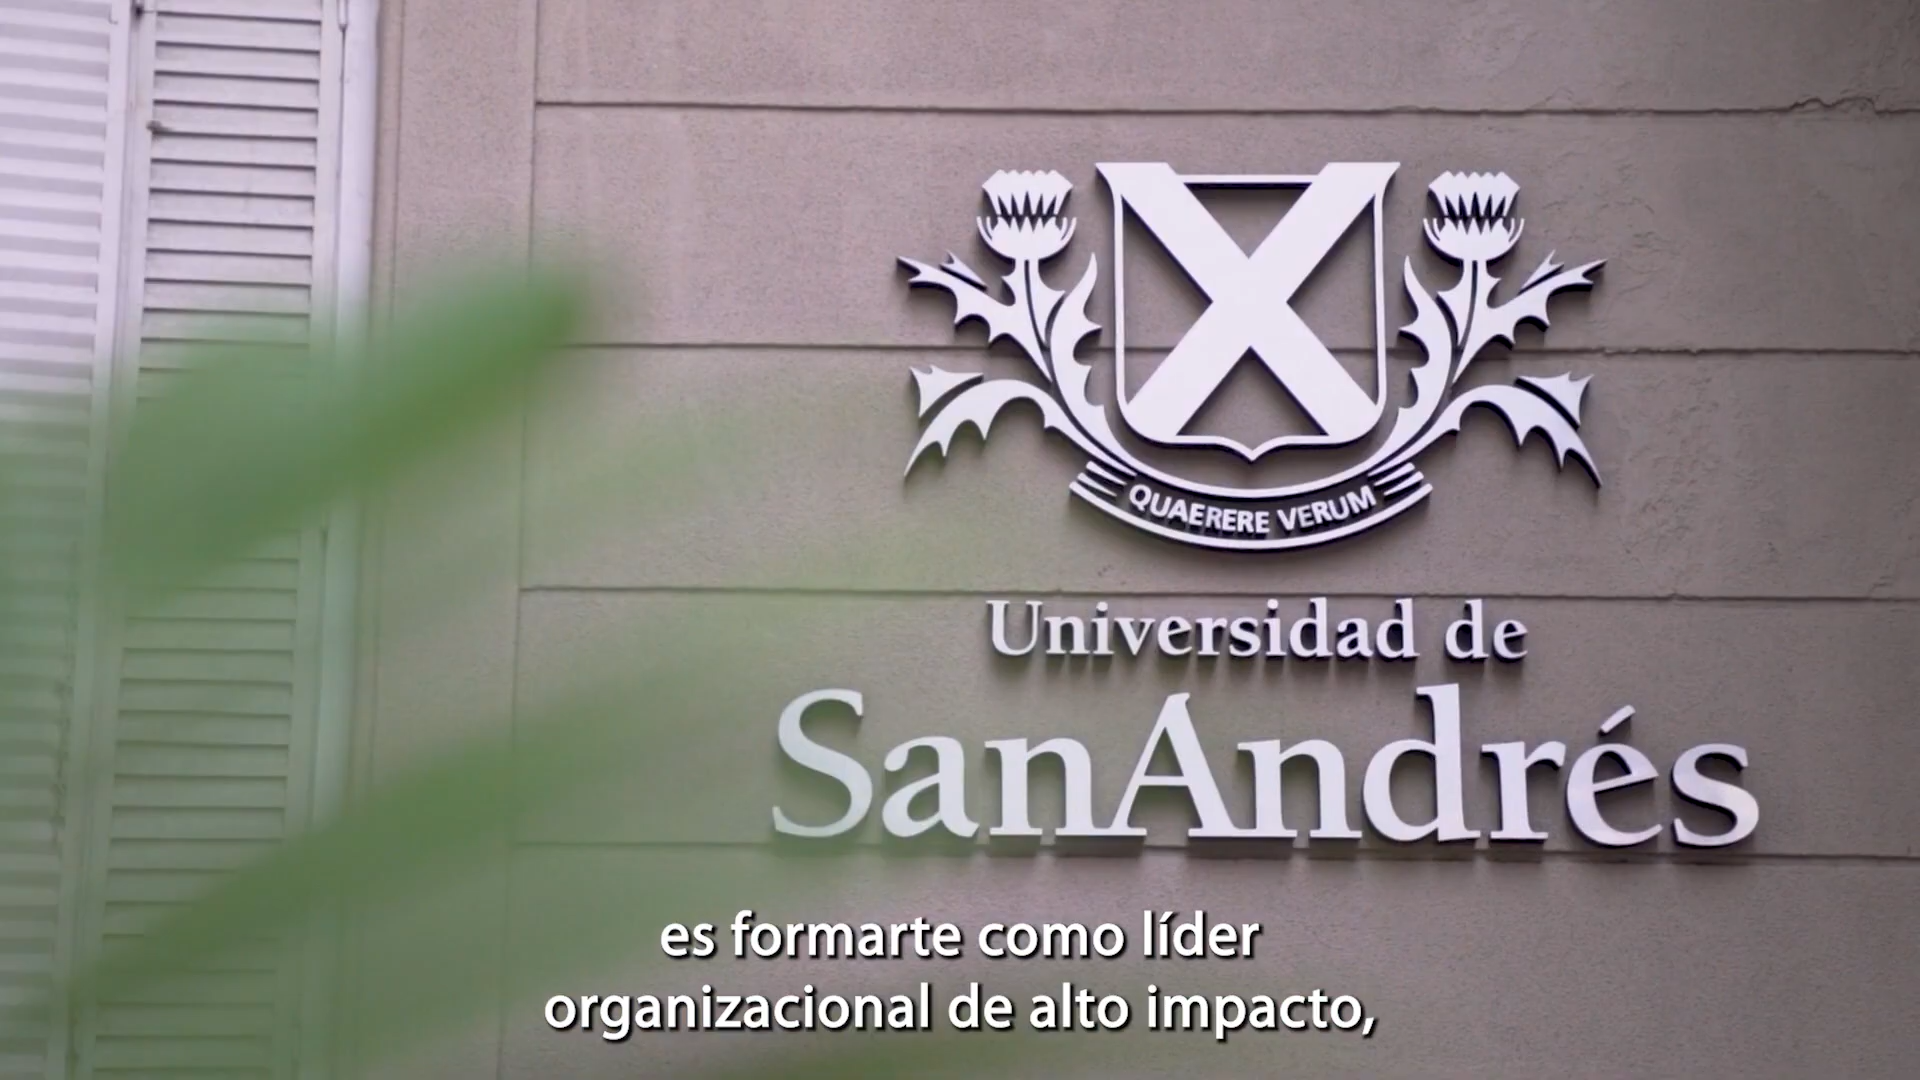 QUAERERE VERUM
Universidad de
SanAndrés
es formarte como líder
organizacional de alto impacto,